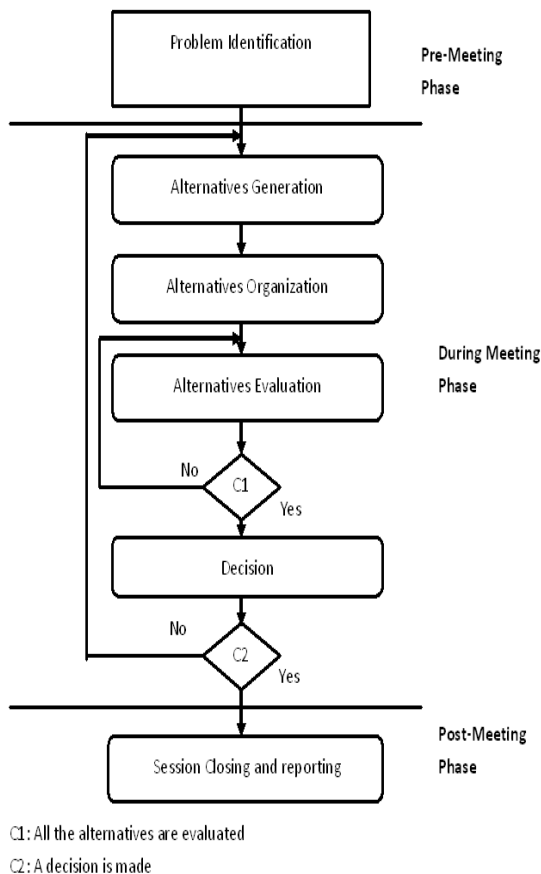 Problem Identification
Pre-Meeting
Phase
Alternatives Generation
Alternatives Organization
During Meeting
Phase
Alternatives Evaluation
No
C1
Yes
Decision
No
C2
Yes
Post-Meeting
Phase
Session Closing and reporting
C1: All the alternatives are evaluated
C2: A decision is made